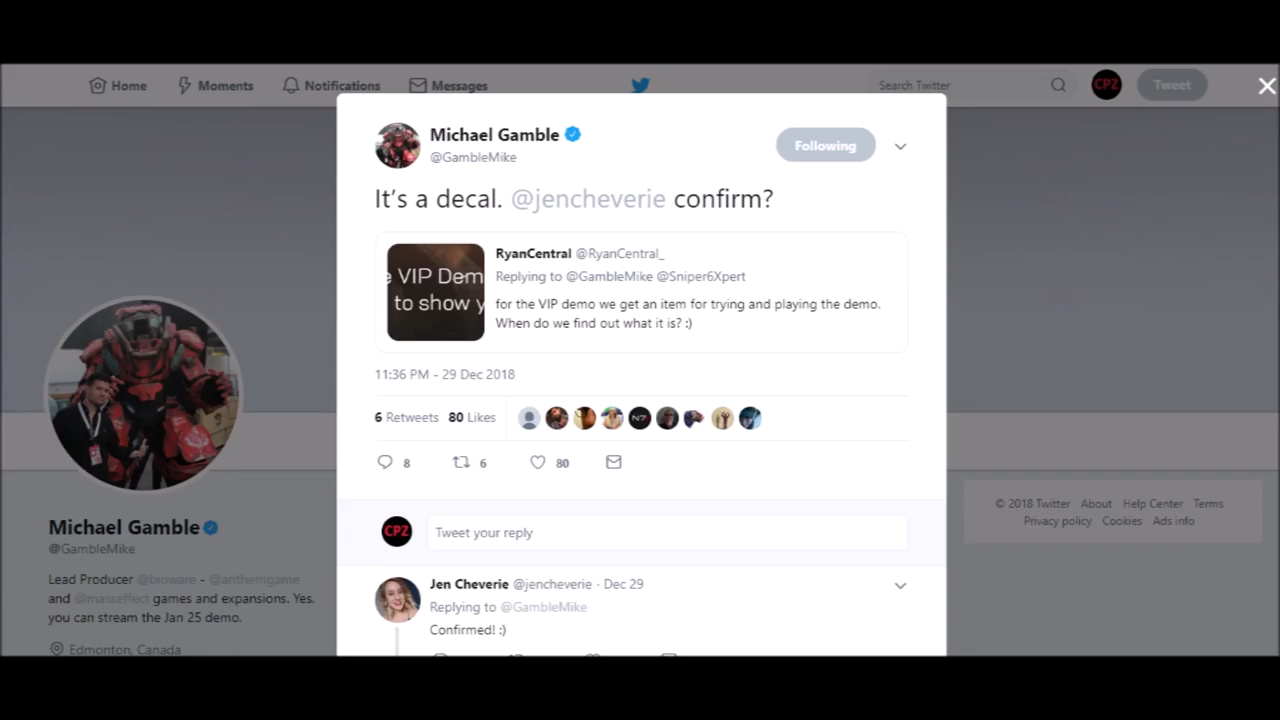 Home Moments Notifications Messages Search Twitter CPZ Tweet
Michael Gamble
@GambleMike
Following
It's a decal. @jencheverie confirm?
e VIP Dem
to show y
RyanCentral @RyanCentral_
Replying to @GambleMike @Sniper6Xpert
for the VIP demo we get an item for trying and playing the demo.
When do we find out what it is? :)
11:36 PM - 29 Dec 2018
6 Retweets 80 Likes
N7
8 6 80
CPZ Tweet your reply
Jen Cheverie @jencheverie · Dec 29
Replying to @GambleMike
Confirmed! :)
Michael Gamble
@GambleMike
Lead Producer @bioware - @anthemgame
and @masseffect games and expansions. Yes,
you can stream the Jan 25 demo.
Edmonton, Canada
© 2018 Twitter About Help Center Terms
Privacy policy Cookies Ads info